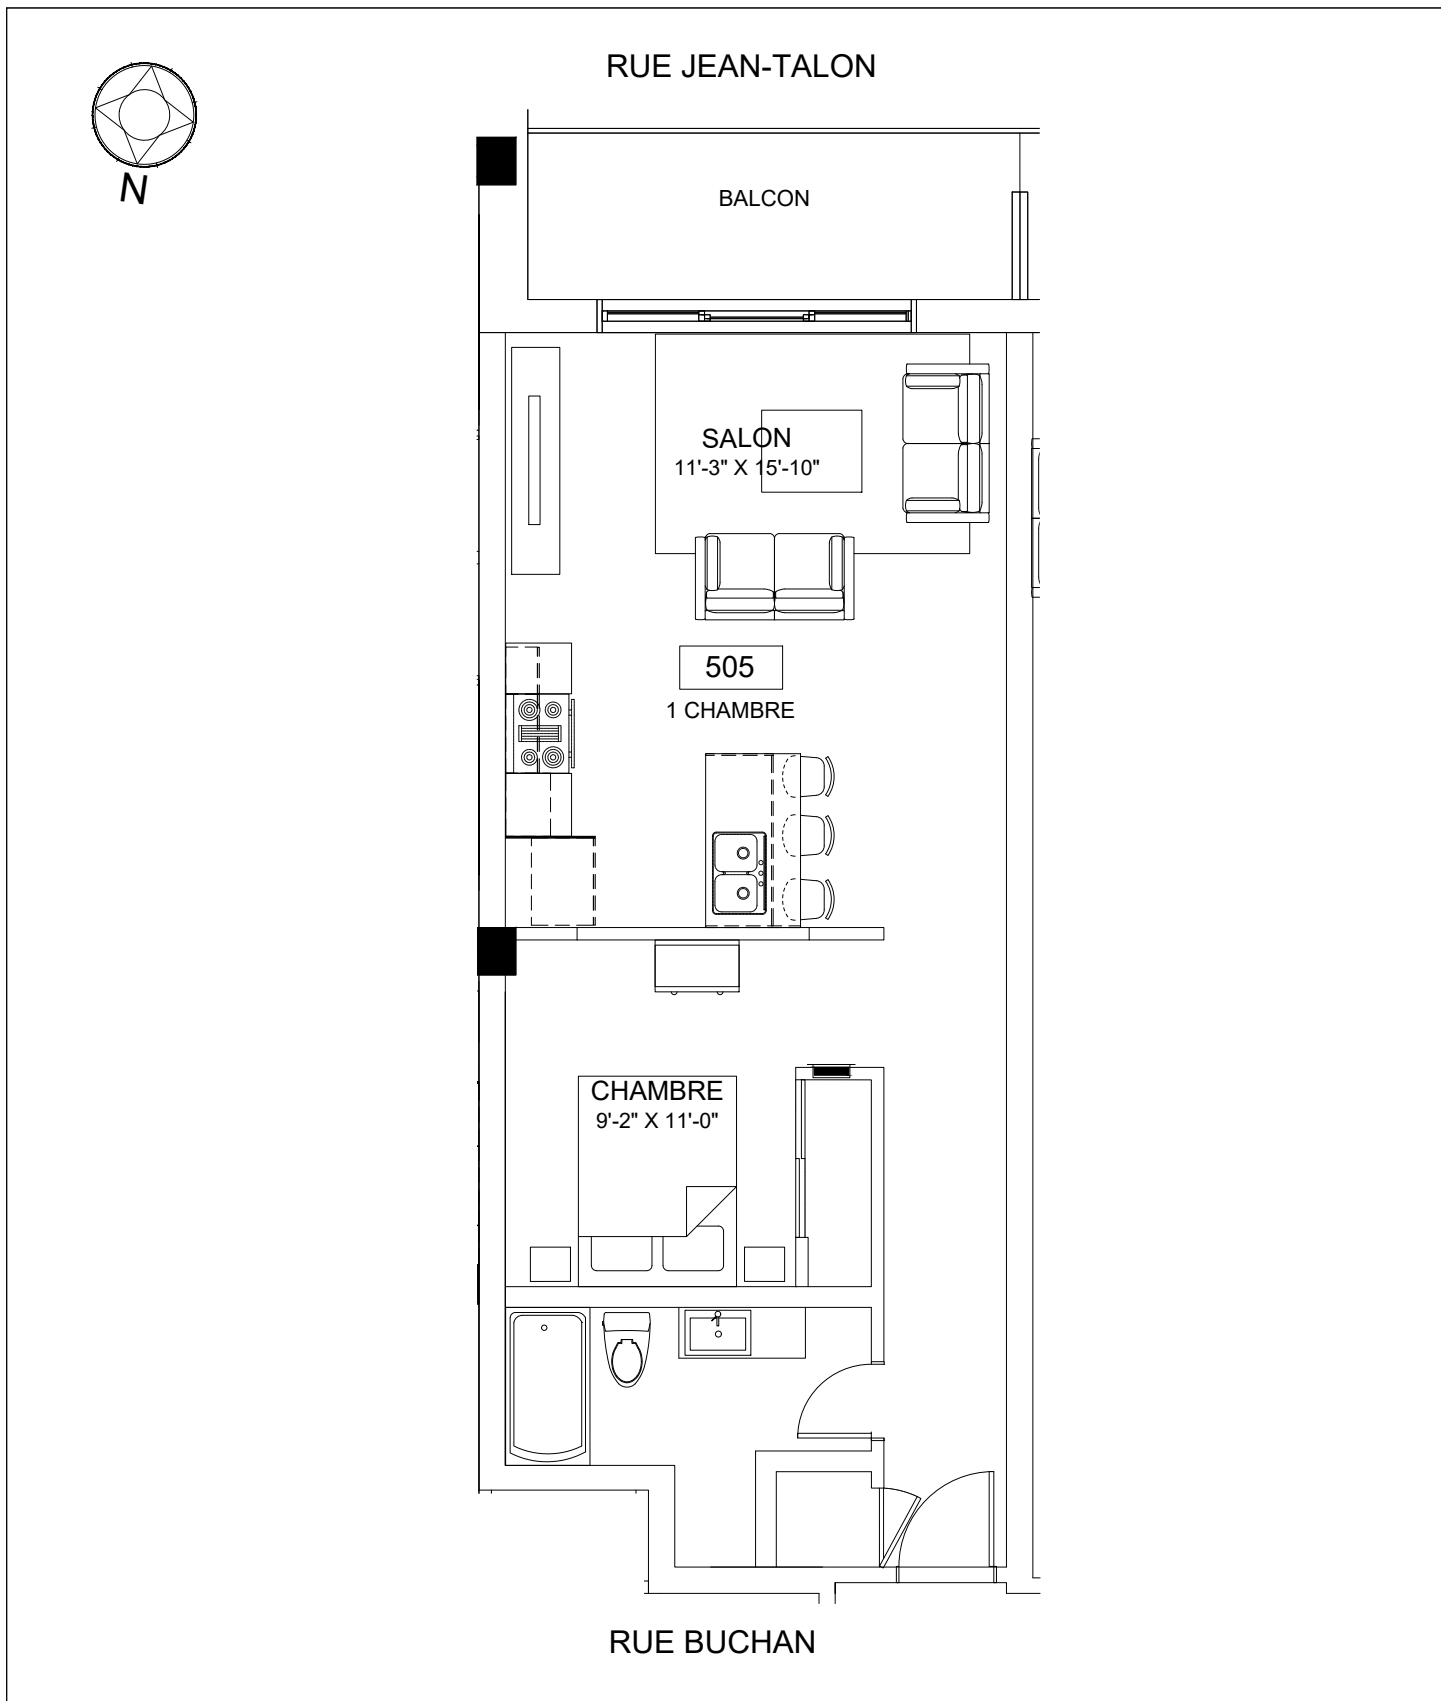 RUE JEAN-TALON
N
BALCON
SALON
11'-3" X 15'-10"
505
1 CHAMBRE
CHAMBRE
9'-2" X 11'-0"
RUE BUCHAN